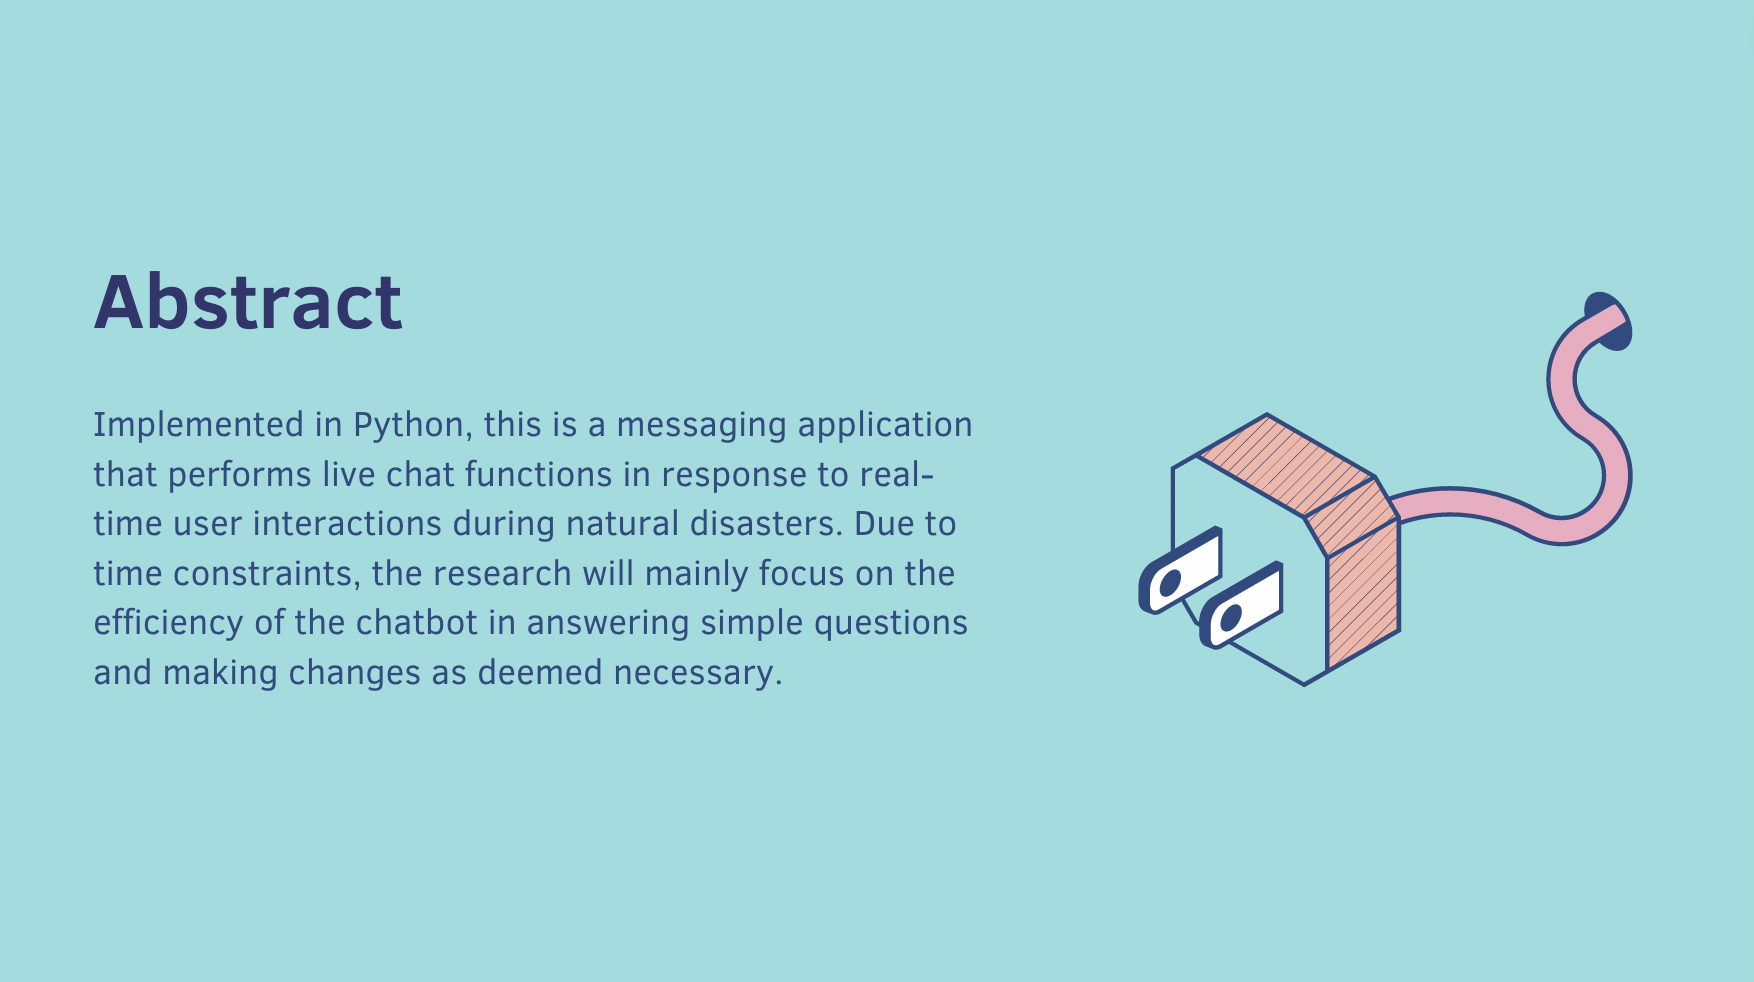 Abstract
Implemented in Python, this is a messaging application
that performs live chat functions in response to real-
time user interactions during natural disasters. Due to
time constraints, the research will mainly focus on the
efficiency of the chatbot in answering simple questions
and making changes as deemed necessary.